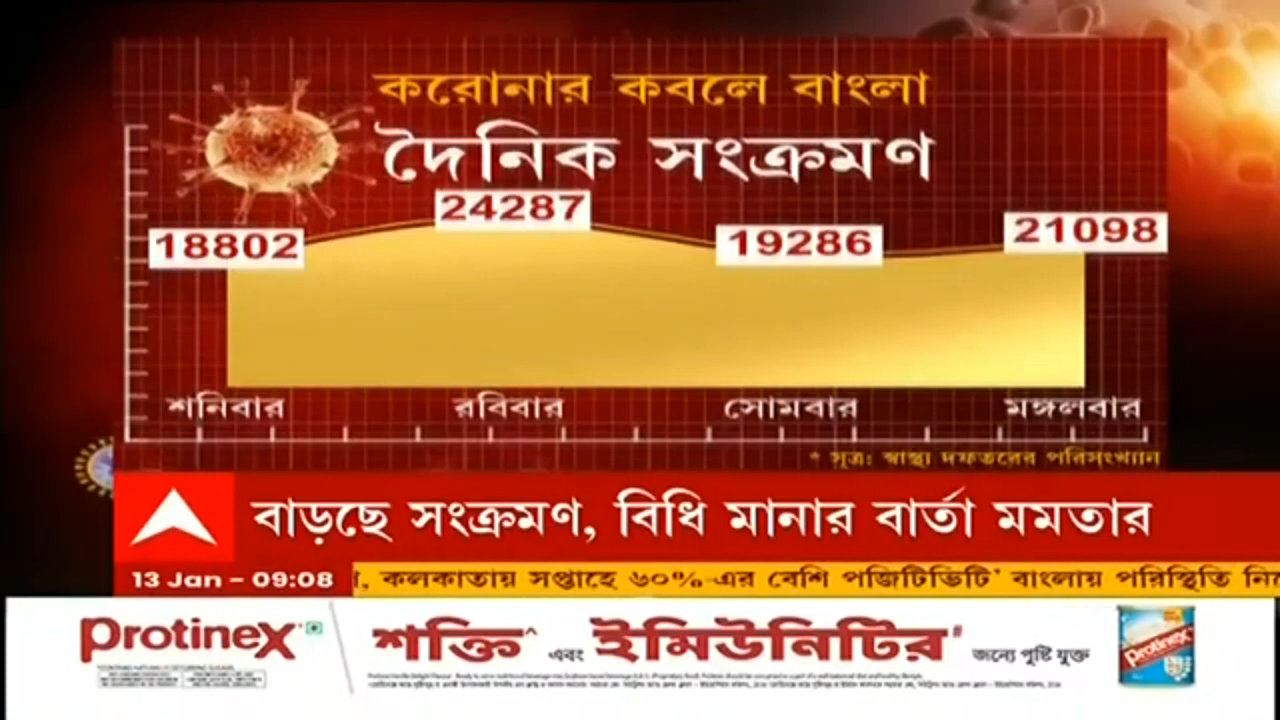 করোনার কবলে বাংলা
দৈনিক সংক্রমণ
18802
24287
19286
21098
শনিবার রবিবার সোমবার মঙ্গলবার
* সূত্র: স্বাস্থ্য দফতরের পরিসংখ্যান
বাড়ছে সংক্রমণ, বিধি মানার বার্তা মমতার
13 Jan - 09:08
, কলকাতায় সপ্তাহে ৬০%-এর বেশি পজিটিভিটি' বাংলায় পরিস্থিতি
Protinex শক্তি^ এবং ইমিউনিটির# জন্যে পুষ্টি যুক্ত
Protinex